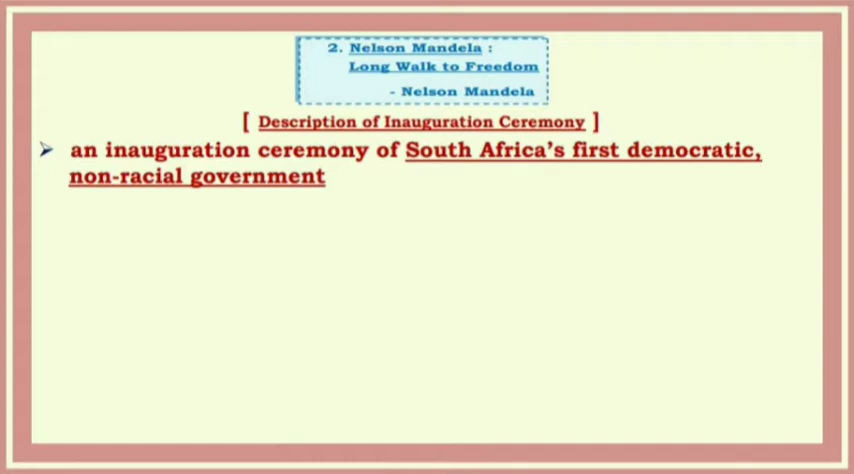 2. Nelson Mandela :
Long Walk to Freedom
- Nelson Mandela
[ Description of Inauguration Ceremony ]
➢ an inauguration ceremony of South Africa's first democratic,
non-racial government